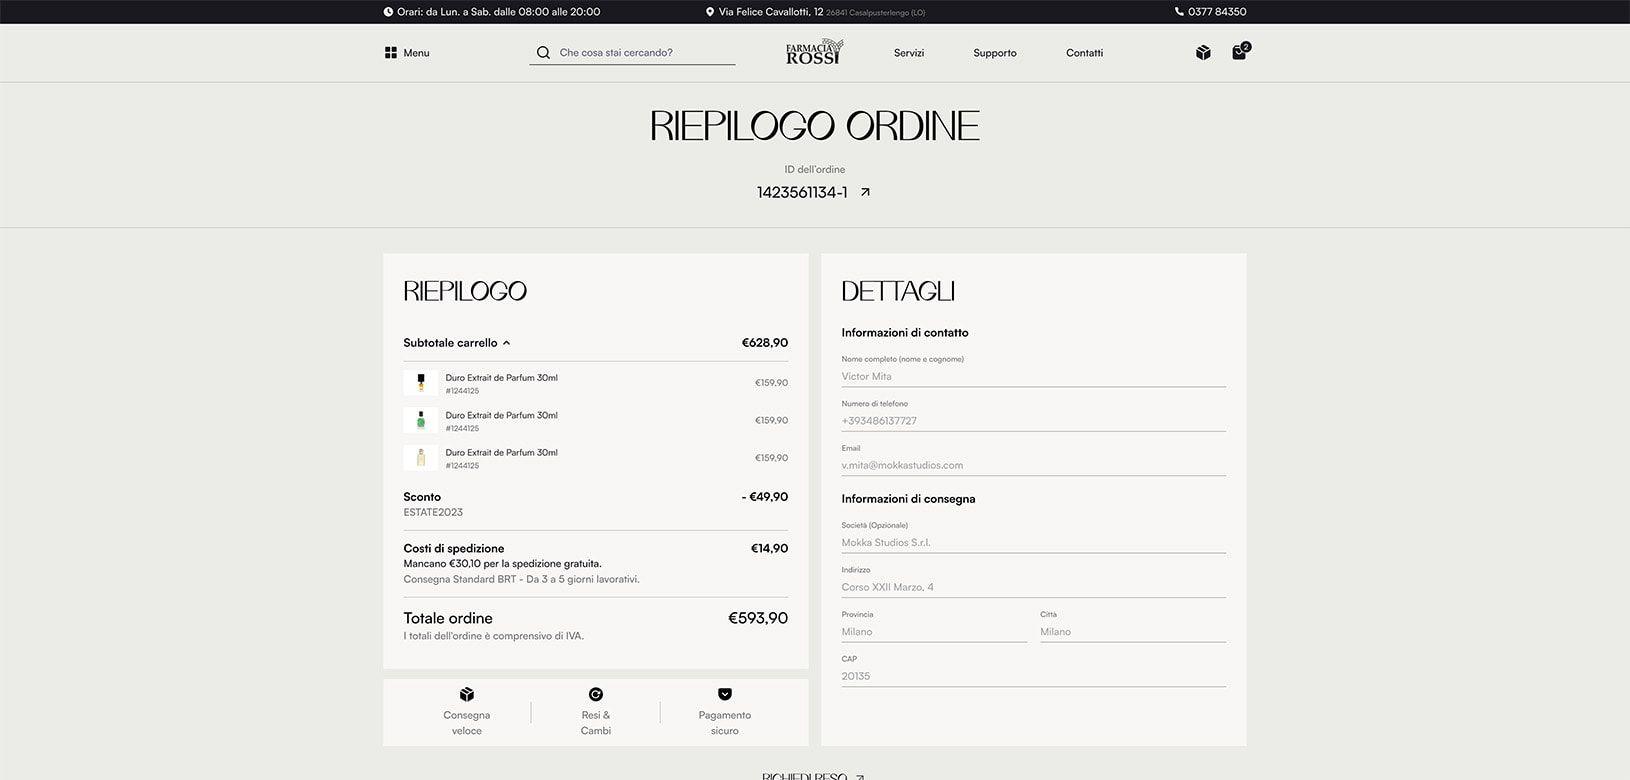 Orari: da Lun. a Sab. dalle 08:00 alle 20:00
Via Felice Cavallotti, 12 26841 Casalpusterlengo (LO)
0377 84350
Menu
Che cosa stai cercando?
FARMACIA
ROSSI
Servizi
Supporto
Contatti
2
RIEPILOGO ORDINE
ID dell'ordine
1423561134-1
RIEPILOGO
Subtotale carrello €628,90
Duro Extrait de Parfum 30ml
#1244125
€159,90
Duro Extrait de Parfum 30ml
#1244125
€159,90
Duro Extrait de Parfum 30ml
#1244125
€159,90
Sconto - €49,90
ESTATE2023
Costi di spedizione €14,90
Mancano €30,10 per la spedizione gratuita.
Consegna Standard BRT - Da 3 a 5 giorni lavorativi.
Totale ordine €593,90
I totali dell'ordine è comprensivo di IVA.
Consegna
veloce
Resi &
Cambi
Pagamento
sicuro
DETTAGLI
Informazioni di contatto
Nome completo (nome e cognome)
Victor Mita
Numero di telefono
+393486137727
Email
v.mita@mokkastudios.com
Informazioni di consegna
Società (Opzionale)
Mokka Studios S.r.l.
Indirizzo
Corso XXII Marzo, 4
Provincia
Milano
Città
Milano
CAP
20135
RICHIEDI RESO